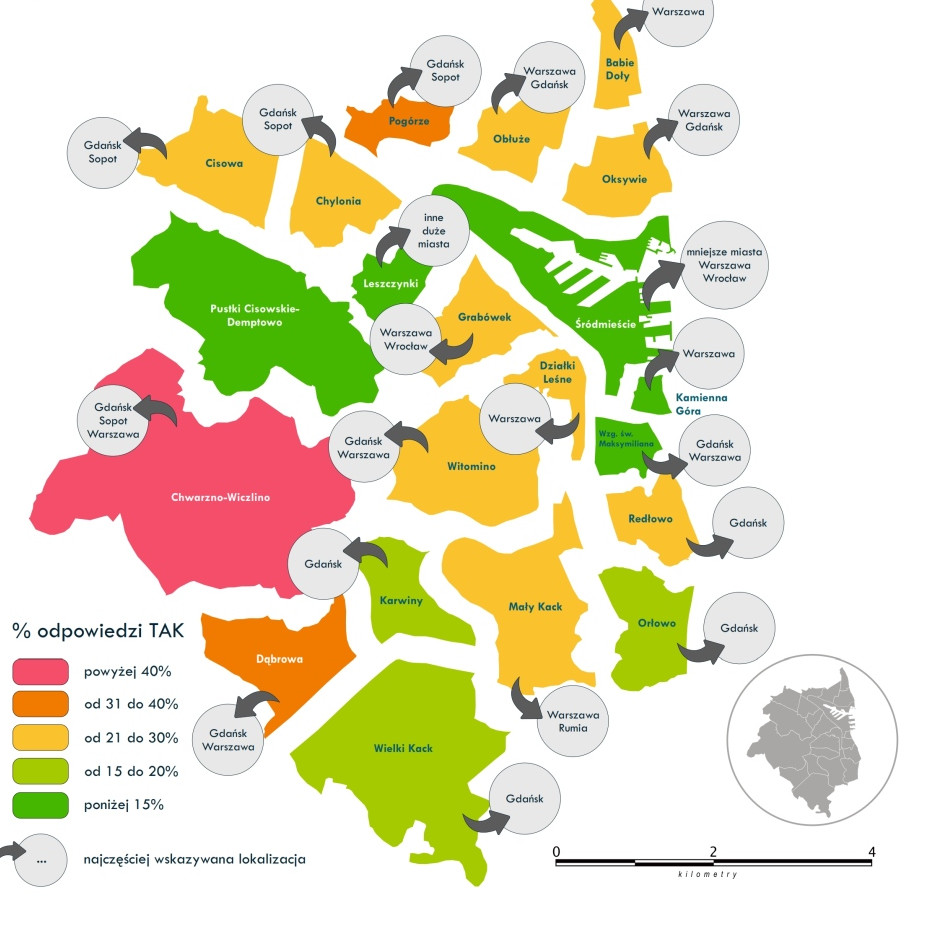 Warszawa
Babie
Doły
Gdańsk
Sopot
Pogórze
Warszawa
Gdańsk
Obłuże
Warszawa
Gdańsk
Oksywie
Gdańsk
Sopot
Cisowa
Gdańsk
Sopot
Chylonia
inne
duże
miasta
Leszczynki
mniejsze miasta
Warszawa
Wrocław
Śródmieście
Pustki Cisowskie-
Demptowo
Grabówek
Warszawa
Wrocław
Działki
Leśne
Warszawa
Warszawa
Kamienna
Góra
Gdańsk
Sopot
Warszawa
Chwarzno-Wiczlino
Gdańsk
Warszawa
Witomino
Wzg. św.
Maksymiliana
Gdańsk
Warszawa
Redłowo
Gdańsk
Gdańsk
Karwiny
Mały Kack
Warszawa
Rumia
Orłowo
Gdańsk
Dąbrowa
Gdańsk
Warszawa
Wielki Kack
Gdańsk
% odpowiedzi TAK
powyżej 40%
od 31 do 40%
od 21 do 30%
od 15 do 20%
poniżej 15%
... najczęściej wskazywana lokalizacja
0 2 4
kilometry